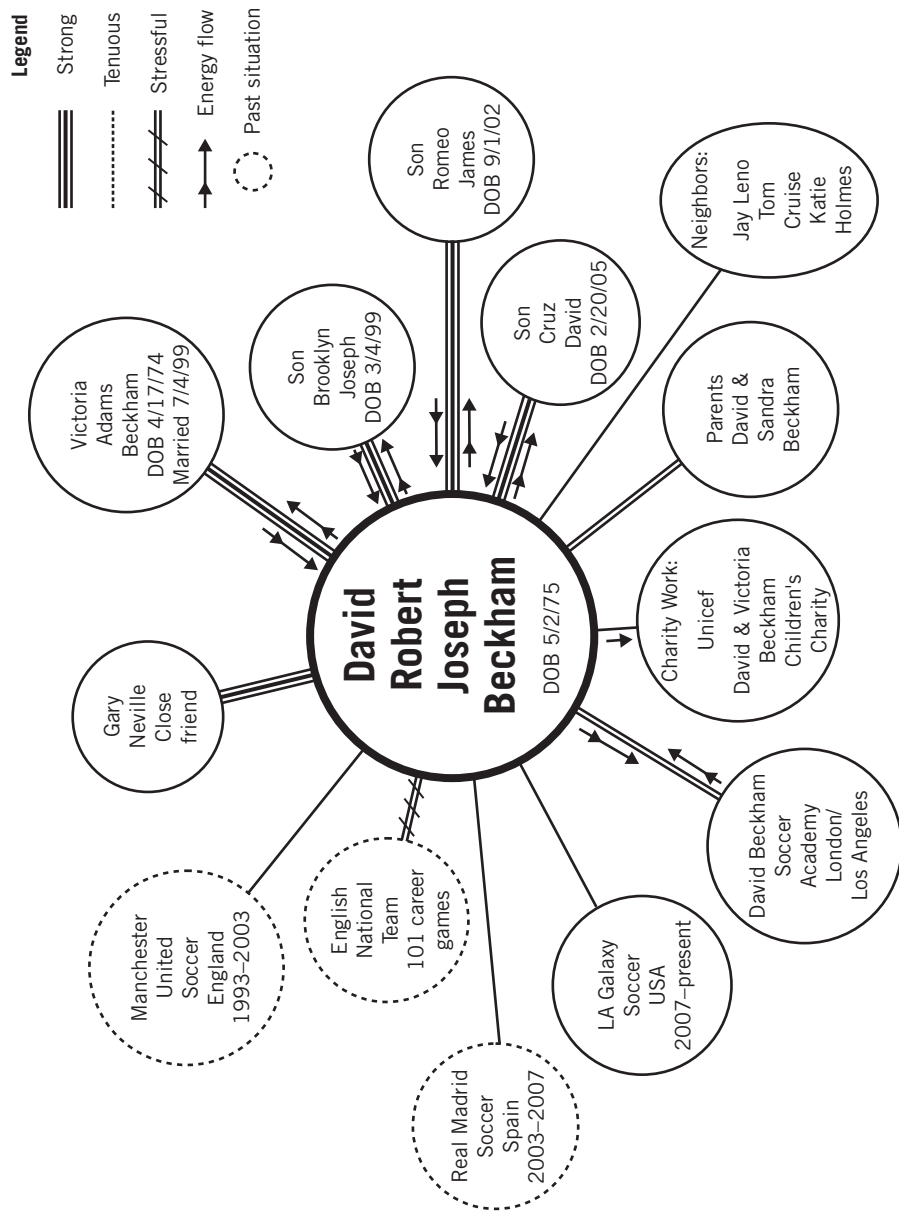 Legend
Strong
Tenuous
Stressful
Energy flow
Past situation
Victoria
Adams
Beckham
DOB 4/17/74
Married 7/4/99
Son
Brooklyn
Joseph
DOB 3/4/99
Son
Romeo
James
DOB 9/1/02
Son
Cruz
David
DOB 2/20/05
Neighbors:
Jay Leno
Tom
Cruise
Katie
Holmes
Parents
David &
Sandra
Beckham
Charity Work:
Unicef
David & Victoria
Beckham
Children's
Charity
David Beckham
Soccer
Academy
London/
Los Angeles
LA Galaxy
Soccer
USA
2007–present
Real Madrid
Soccer
Spain
2003–2007
English
National
Team
101 career
games
Manchester
United
Soccer
England
1993–2003
Gary
Neville
Close
friend
David
Robert
Joseph
Beckham
DOB 5/2/75